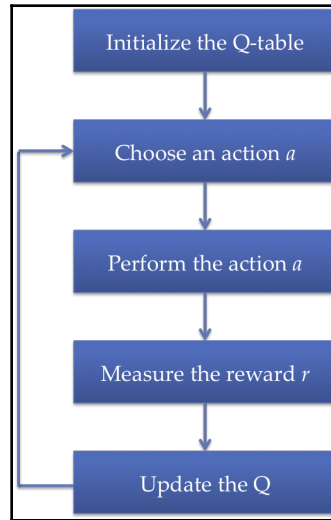 Initialize the Q-table
Choose an action a
Perform the action a
Measure the reward r
Update the Q